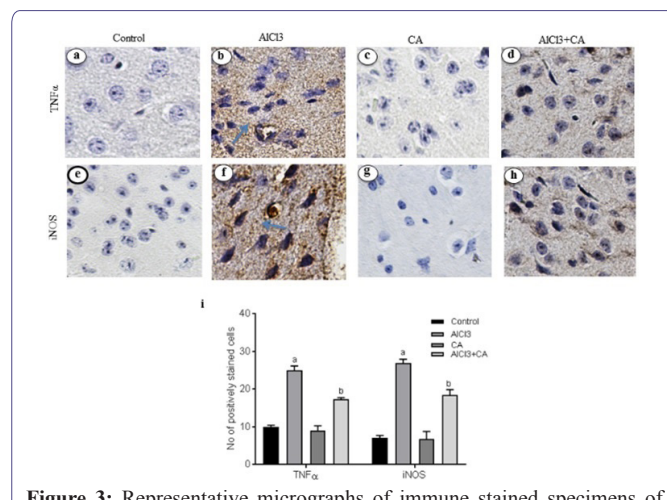 Control AlCl3 CA AlCl3+CA
a b c d
TNFα
e f g h
iNOS
i
Control
AlCl3
CA
AlCl3+CA
No of positively stained cells
40
30
20
10
0
a b a b
TNFα iNOS
Figure 3: Representative micrographs of immune stained specimens of